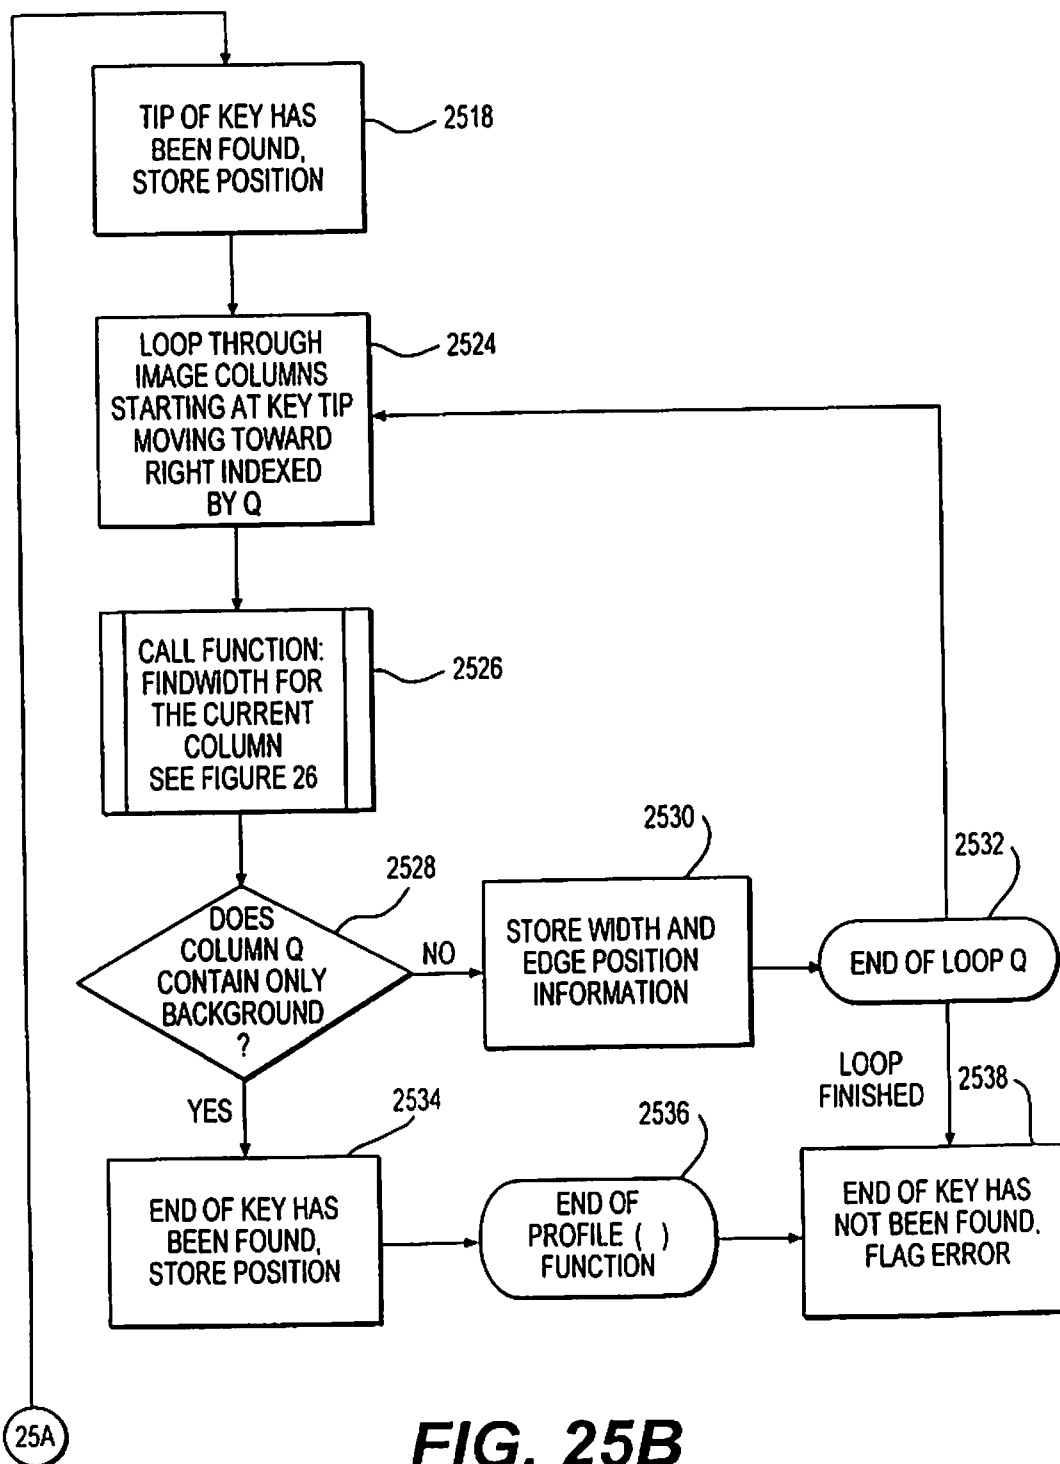 TIP OF KEY HAS
BEEN FOUND,
STORE POSITION
2518
LOOP THROUGH
IMAGE COLUMNS
STARTING AT KEY TIP
MOVING TOWARD
RIGHT INDEXED
BY Q
2524
CALL FUNCTION:
FINDWIDTH FOR
THE CURRENT
COLUMN
SEE FIGURE 26
2526
DOES
COLUMN Q
CONTAIN ONLY
BACKGROUND
?
2528
NO
STORE WIDTH AND
EDGE POSITION
INFORMATION
2530
END OF LOOP Q
2532
LOOP
FINISHED
YES
END OF KEY HAS
BEEN FOUND,
STORE POSITION
2534
END OF
PROFILE ( )
FUNCTION
2536
END OF KEY HAS
NOT BEEN FOUND.
FLAG ERROR
2538
25A
FIG. 25B